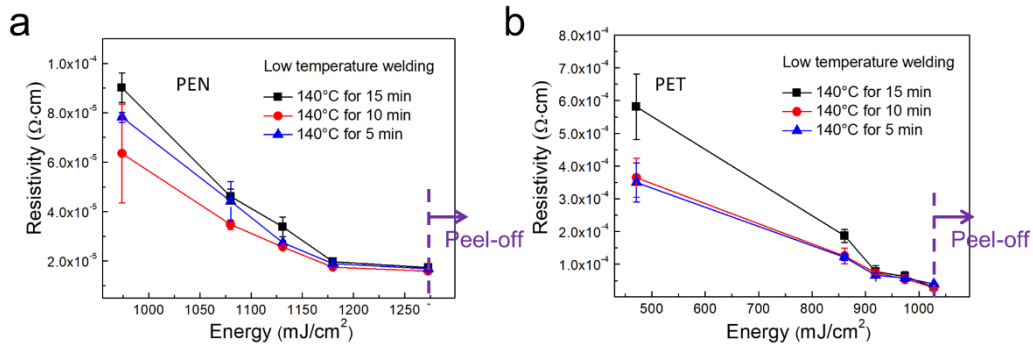 a
1.0x10⁻⁴
8.0x10⁻⁵
6.0x10⁻⁵
4.0x10⁻⁵
2.0x10⁻⁵
Resistivity (Ω·cm)
PEN
Low temperature welding
140°C for 15 min
140°C for 10 min
140°C for 5 min
Peel-off
1000 1050 1100 1150 1200 1250
Energy (mJ/cm²)
b
8.0x10⁻⁴
7.0x10⁻⁴
6.0x10⁻⁴
5.0x10⁻⁴
4.0x10⁻⁴
3.0x10⁻⁴
2.0x10⁻⁴
1.0x10⁻⁴
Resistivity (Ω·cm)
PET
Low temperature welding
140°C for 15 min
140°C for 10 min
140°C for 5 min
Peel-off
500 600 700 800 900 1000
Energy (mJ/cm²)